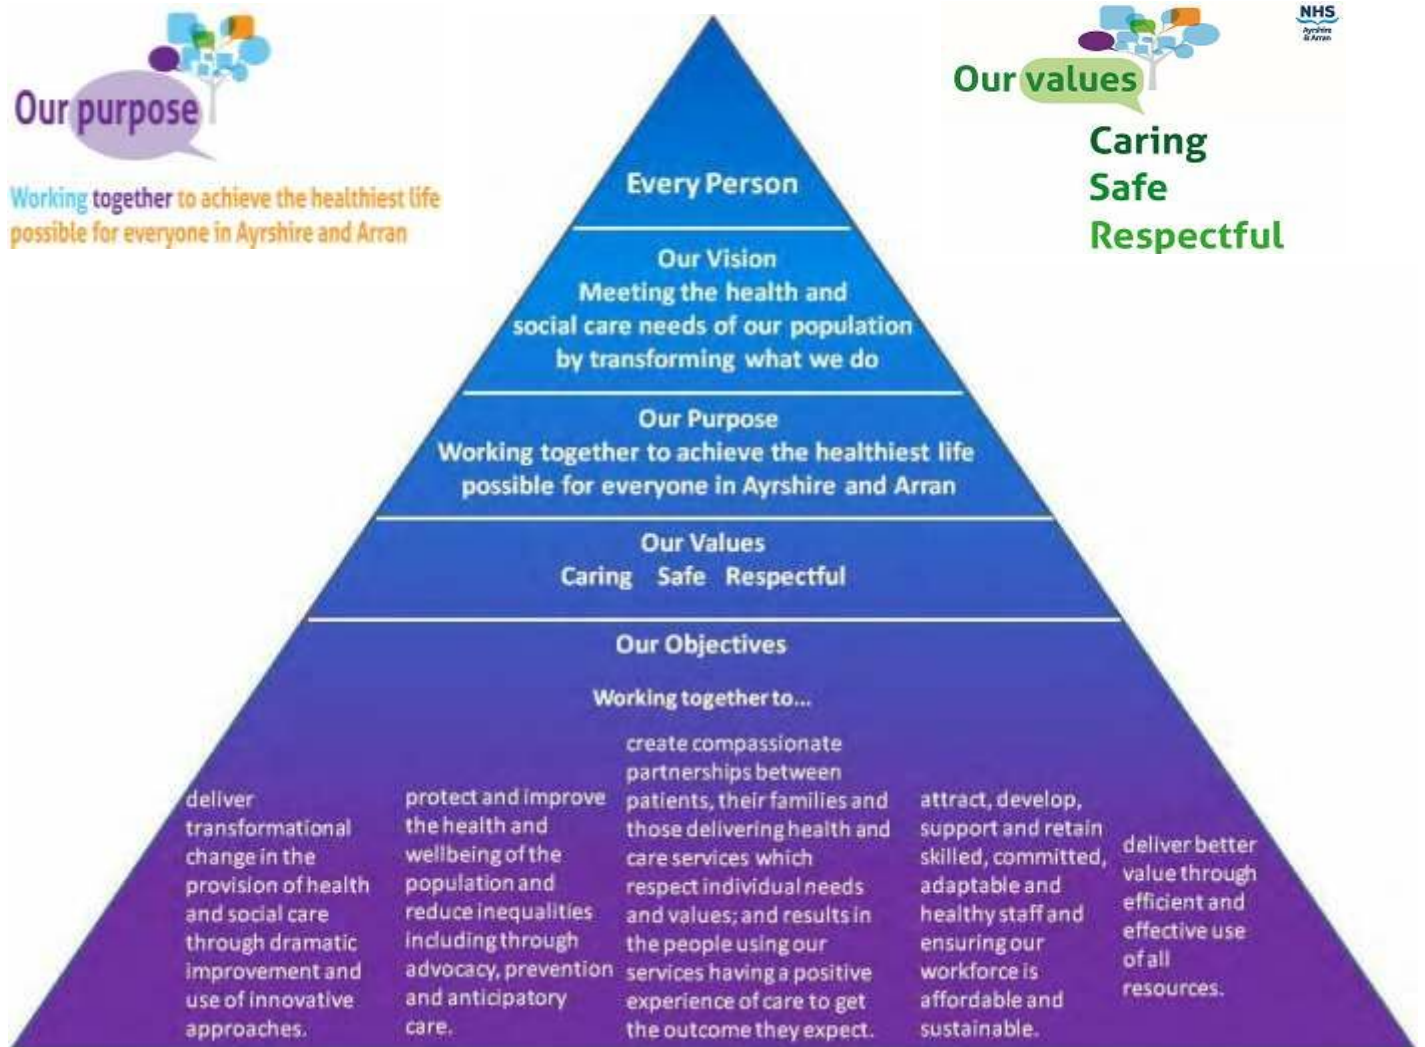 Our purpose
Working together to achieve the healthiest life
possible for everyone in Ayrshire and Arran
Our values
Caring
Safe
Respectful
NHS
Ayrshire
& Arran
Every Person
Our Vision
Meeting the health and
social care needs of our population
by transforming what we do
Our Purpose
Working together to achieve the healthiest life
possible for everyone in Ayrshire and Arran
Our Values
Caring Safe Respectful
Our Objectives
Working together to...
deliver
transformational
change in the
provision of health
and social care
through dramatic
improvement and
use of innovative
approaches.
protect and improve
the health and
wellbeing of the
population and
reduce inequalities
including through
advocacy, prevention
and anticipatory
care.
create compassionate
partnerships between
patients, their families and
those delivering health and
care services which
respect individual needs
and values; and results in
the people using our
services having a positive
experience of care to get
the outcome they expect.
attract, develop,
support and retain
skilled, committed,
adaptable and
healthy staff and
ensuring our
workforce is
affordable and
sustainable.
deliver better
value through
efficient and
effective use
of all
resources.